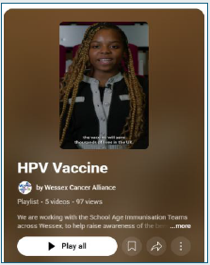 the vaccine will save
thousands of lives in the UK.
HPV Vaccine
by Wessex Cancer Alliance
Playlist • 5 videos • 97 views
We are working with the School Age Immunisation Teams
across Wessex, to help raise awareness of the ...more
Play all